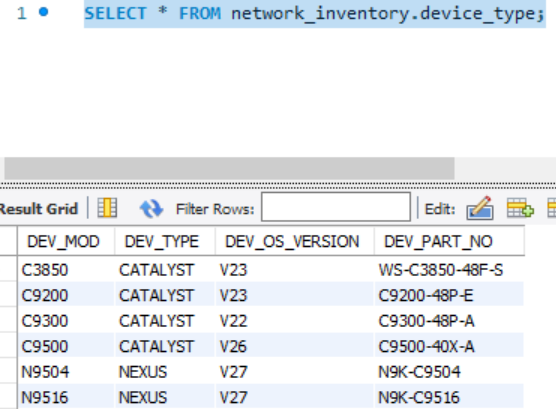 1 SELECT * FROM network_inventory.device_type;
Result Grid Filter Rows: Edit:
DEV_MOD DEV_TYPE DEV_OS_VERSION DEV_PART_NO
C3850 CATALYST V23 WS-C3850-48F-S
C9200 CATALYST V23 C9200-48P-E
C9300 CATALYST V22 C9300-48P-A
C9500 CATALYST V26 C9500-40X-A
N9504 NEXUS V27 N9K-C9504
N9516 NEXUS V27 N9K-C9516